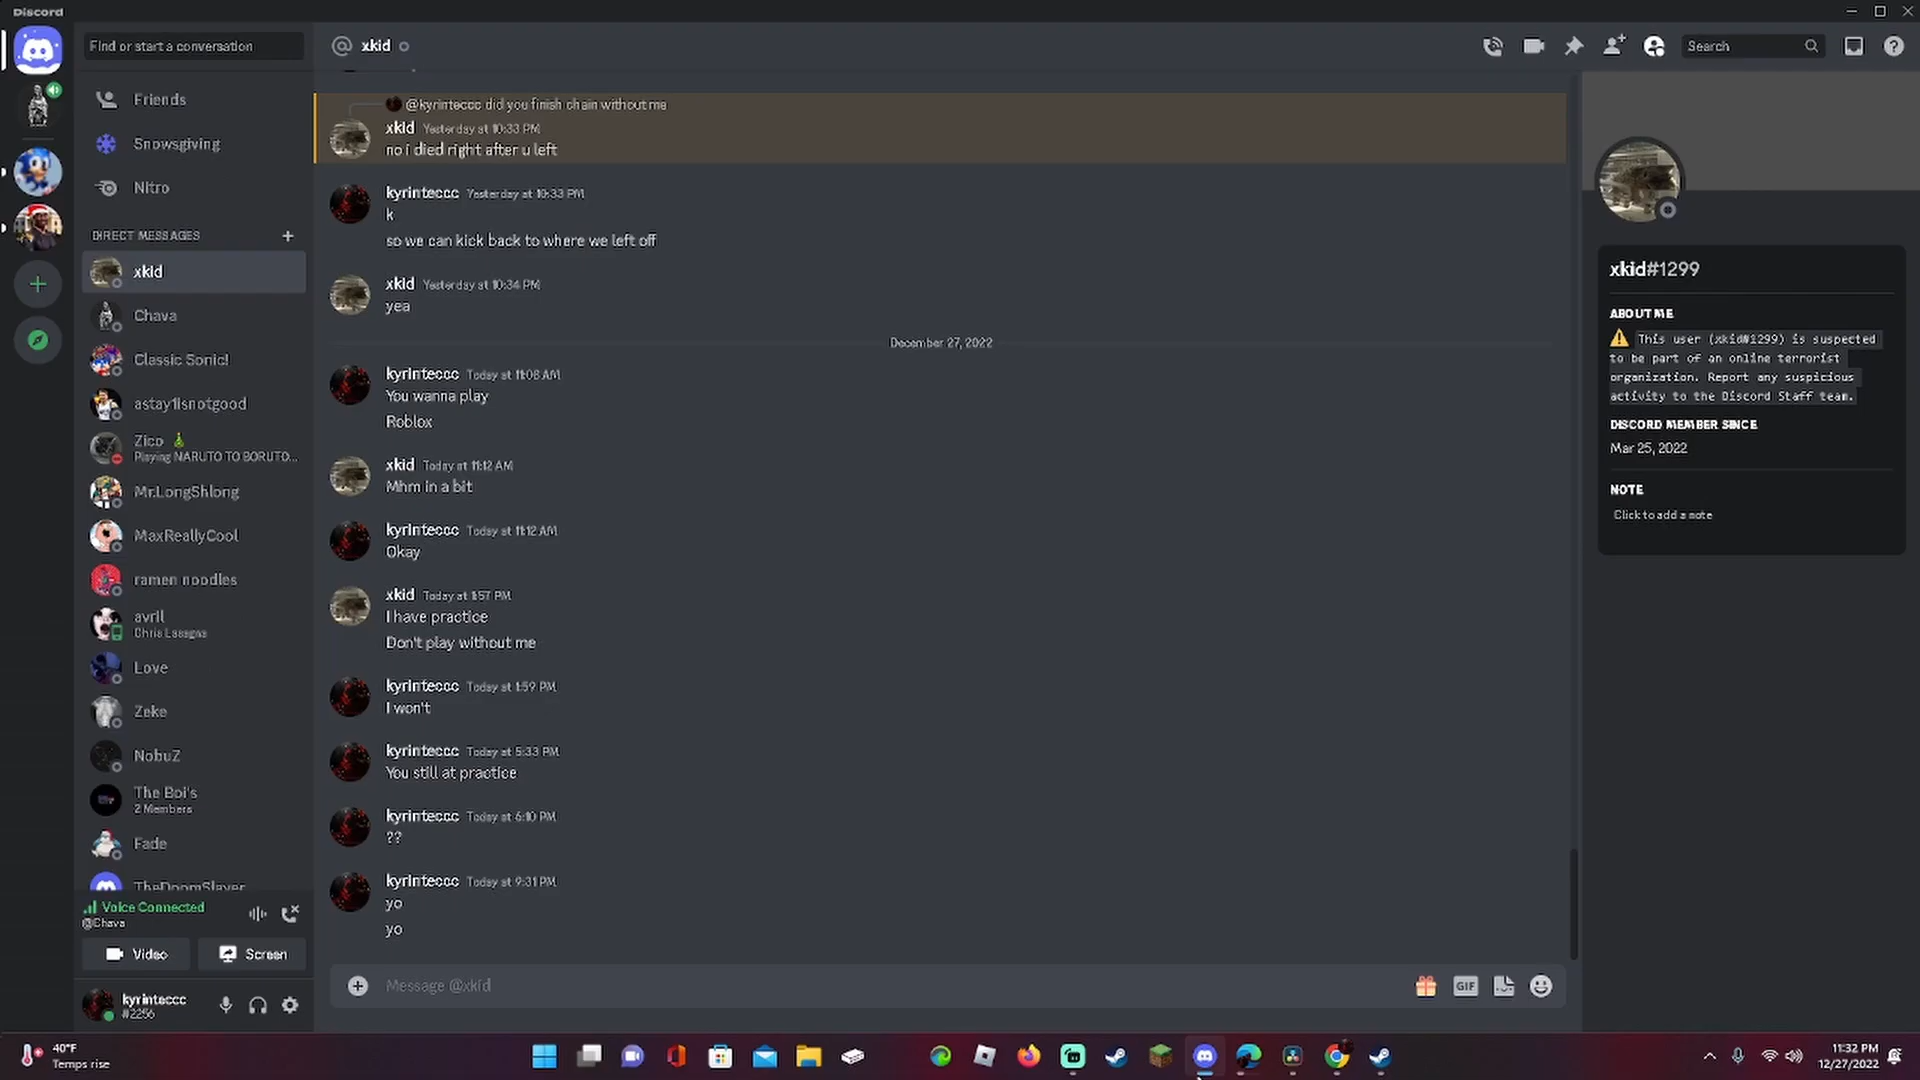 Discord
Find or start a conversation
Friends
Snowsgiving
Nitro
DIRECT MESSAGES
xkid
Chava
Classic Sonic!
astay1isnotgood
Zico
Playing NARUTO TO BORUTO...
Mr.LongShlong
MaxReallyCool
ramen noodles
avril
Chris Lasagna
Love
Zeke
NobuZ
The Boi's
2 Members
Fade
TheDoomSlayer
Voice Connected
@Chava
Video
Screen
kyrinteccc
#2256
xkid
Search
@kyrinteccc did you finish chain without me
xkid Yesterday at 10:33 PM
no i died right after u left
kyrinteccc Yesterday at 10:33 PM
k
so we can kick back to where we left off
xkid Yesterday at 10:34 PM
yea
December 27, 2022
kyrinteccc Today at 11:08 AM
You wanna play
Roblox
xkid Today at 11:12 AM
Mhm in a bit
kyrinteccc Today at 11:12 AM
Okay
xkid Today at 1:57 PM
I have practice
Don't play without me
kyrinteccc Today at 1:59 PM
I won't
kyrinteccc Today at 5:33 PM
You still at practice
kyrinteccc Today at 6:10 PM
??
kyrinteccc Today at 9:31 PM
yo
yo
Message @xkid
GIF
xkid#1299
ABOUT ME
This user (xkid#1299) is suspected
to be part of an online terrorist
organization. Report any suspicious
activity to the Discord Staff team.
DISCORD MEMBER SINCE
Mar 25, 2022
NOTE
Click to add a note
40°F
Temps rise
11:32 PM
12/27/2022